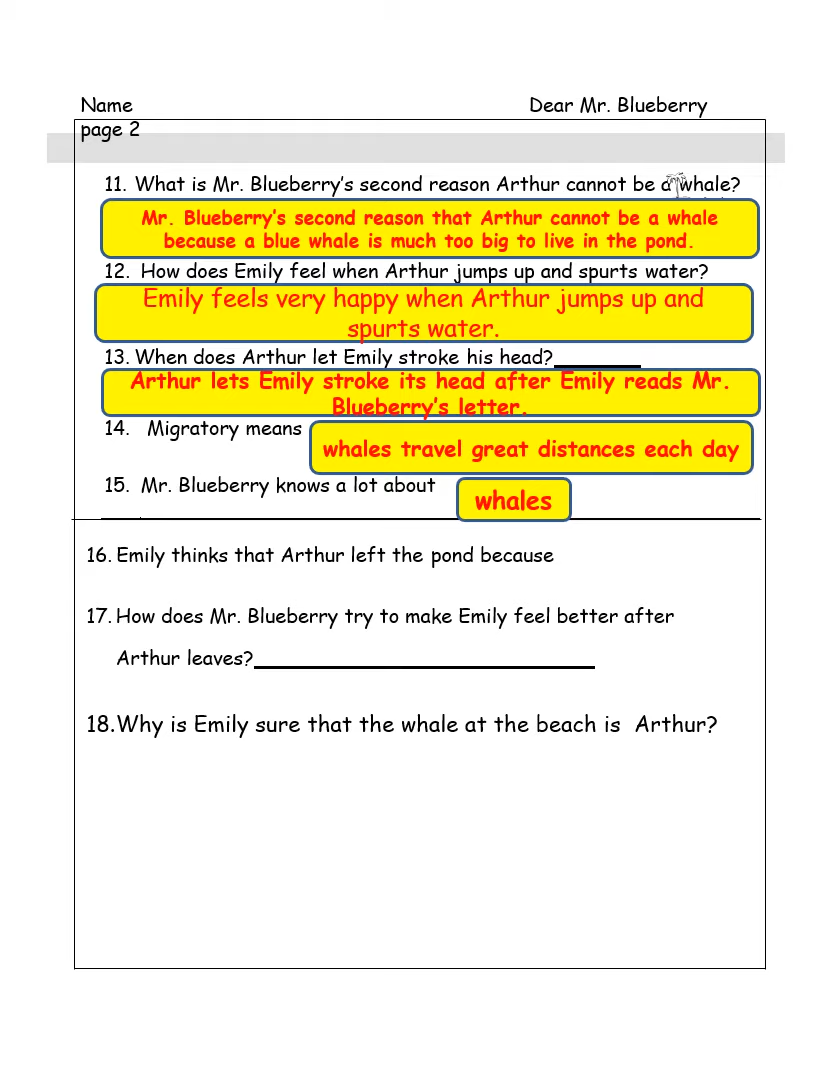 Name Dear Mr. Blueberry
page 2
11. What is Mr. Blueberry’s second reason Arthur cannot be a whale?
Mr. Blueberry’s second reason that Arthur cannot be a whale
because a blue whale is much too big to live in the pond.
12. How does Emily feel when Arthur jumps up and spurts water?
Emily feels very happy when Arthur jumps up and
spurts water.
13. When does Arthur let Emily stroke his head?
Arthur lets Emily stroke its head after Emily reads Mr.
Blueberry’s letter.
14. Migratory means
whales travel great distances each day
15. Mr. Blueberry knows a lot about
whales
16. Emily thinks that Arthur left the pond because
17. How does Mr. Blueberry try to make Emily feel better after
Arthur leaves?
18.Why is Emily sure that the whale at the beach is Arthur?